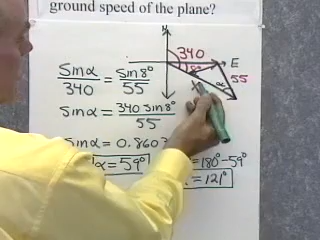 ground speed of the plane?
N
340
E
8°
55
α
x
sinα/340 = sin8°/55
sinα = 340 sin8°/55
sinα = 0.860
α = 59°
= 180°-59°
= 121°